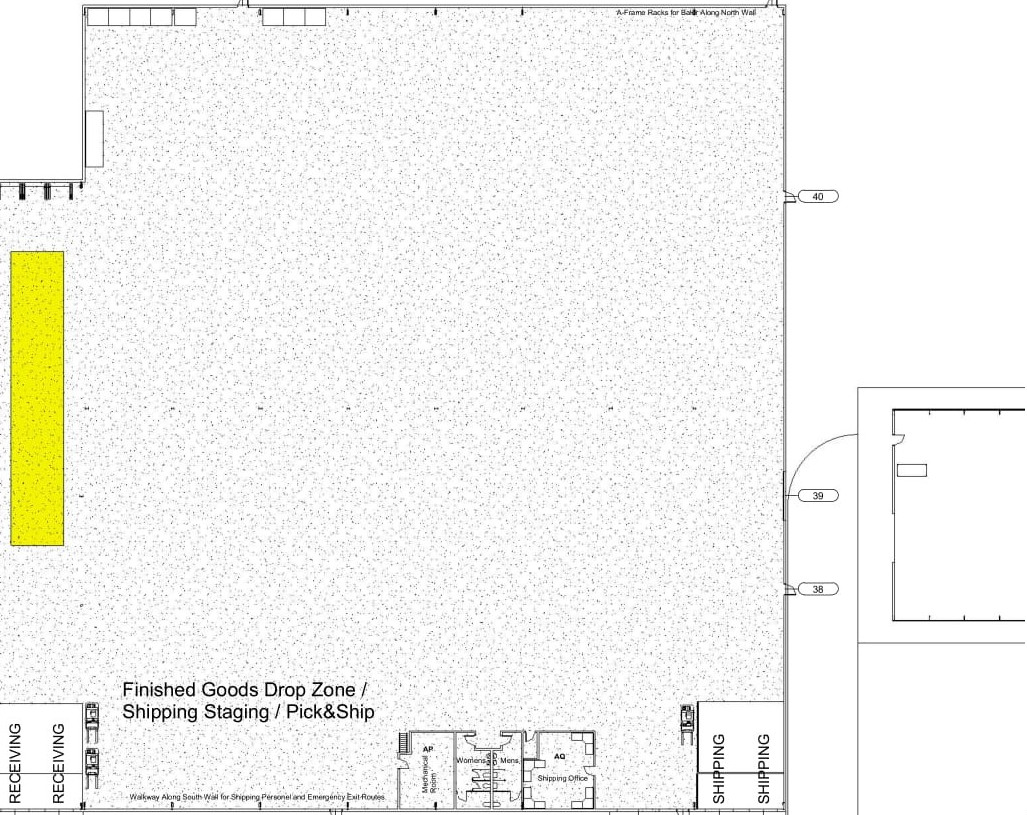 A-Frame Racks for Baker Along North Wall
40
39
38
Finished Goods Drop Zone /
Shipping Staging / Pick&Ship
RECEIVING
RECEIVING
AP
Mechanical
Room
Womens
Mens
AQ
Shipping Office
SHIPPING
SHIPPING
Walkway Along South Wall for Shipping Personel and Emergency Exit Routes